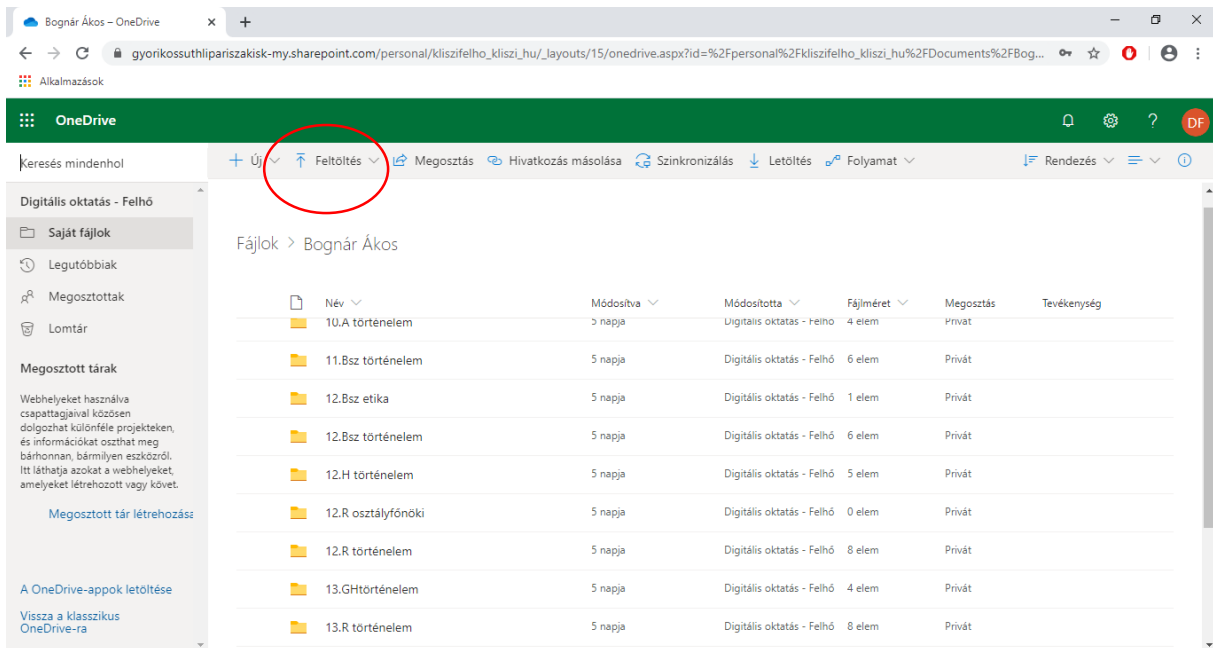 Bognár Ákos – OneDrive
gyorikossuthlipariszakisk-my.sharepoint.com/personal/kliszifelho_kliszi_hu/_layouts/15/onedrive.aspx?id=%2Fpersonal%2Fkliszifelho_kliszi_hu%2FDocuments%2FBog...
Alkalmazások
OneDrive ? DF
Keresés mindenhol Új Feltöltés Megosztás Hivatkozás másolása Szinkronizálás Letöltés Folyamat Rendezés
Digitális oktatás - Felhő
Saját fájlok
Legutóbbiak
Megosztottak
Lomtár
Megosztott tárak
Webhelyeket használva
csapattagjaival közösen
dolgozhat különféle projekteken,
és információkat oszthat meg
bárhonnan, bármilyen eszközről.
Itt láthatja azokat a webhelyeket,
amelyeket létrehozott vagy követ.
Megosztott tár létrehozása
A OneDrive-appok letöltése
Vissza a klasszikus
OneDrive-ra
Fájlok > Bognár Ákos
Név Módosítva Módosította Fájlméret Megosztás Tevékenység
10.A történelem 5 napja Digitális oktatás - Felhő 4 elem Privát
11.Bsz történelem 5 napja Digitális oktatás - Felhő 6 elem Privát
12.Bsz etika 5 napja Digitális oktatás - Felhő 1 elem Privát
12.Bsz történelem 5 napja Digitális oktatás - Felhő 6 elem Privát
12.H történelem 5 napja Digitális oktatás - Felhő 5 elem Privát
12.R osztályfőnöki 5 napja Digitális oktatás - Felhő 0 elem Privát
12.R történelem 5 napja Digitális oktatás - Felhő 8 elem Privát
13.GHtörténelem 5 napja Digitális oktatás - Felhő 4 elem Privát
13.R történelem 5 napja Digitális oktatás - Felhő 8 elem Privát